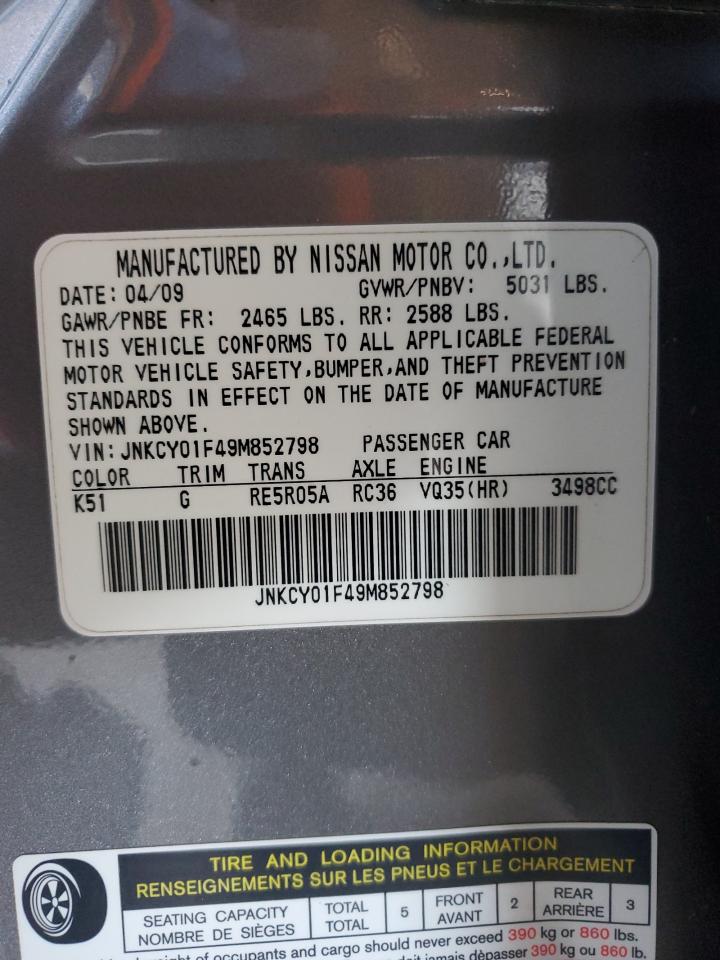 MANUFACTURED BY NISSAN MOTOR CO.,LTD.
DATE: 04/09 GVWR/PNBV: 5031 LBS.
GAWR/PNBE FR: 2465 LBS. RR: 2588 LBS.
THIS VEHICLE CONFORMS TO ALL APPLICABLE FEDERAL
MOTOR VEHICLE SAFETY,BUMPER,AND THEFT PREVENTION
STANDARDS IN EFFECT ON THE DATE OF MANUFACTURE
SHOWN ABOVE.
VIN: JNKCY01F49M852798 PASSENGER CAR
COLOR TRIM TRANS AXLE ENGINE
K51 G RE5R05A RC36 VQ35(HR) 3498CC
JNKCY01F49M852798
TIRE AND LOADING INFORMATION
RENSEIGNEMENTS SUR LES PNEUS ET LE CHARGEMENT
SEATING CAPACITY TOTAL 5 FRONT 2 REAR 3
NOMBRE DE SIÈGES TOTAL AVANT ARRIÈRE
of occupants and cargo should never exceed 390 kg or 860 lbs.
doit jamais dépasser 390 kg ou 860 lb.